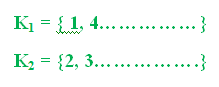 K₁ = { 1, 4……………}
K₂ = {2, 3…………….}